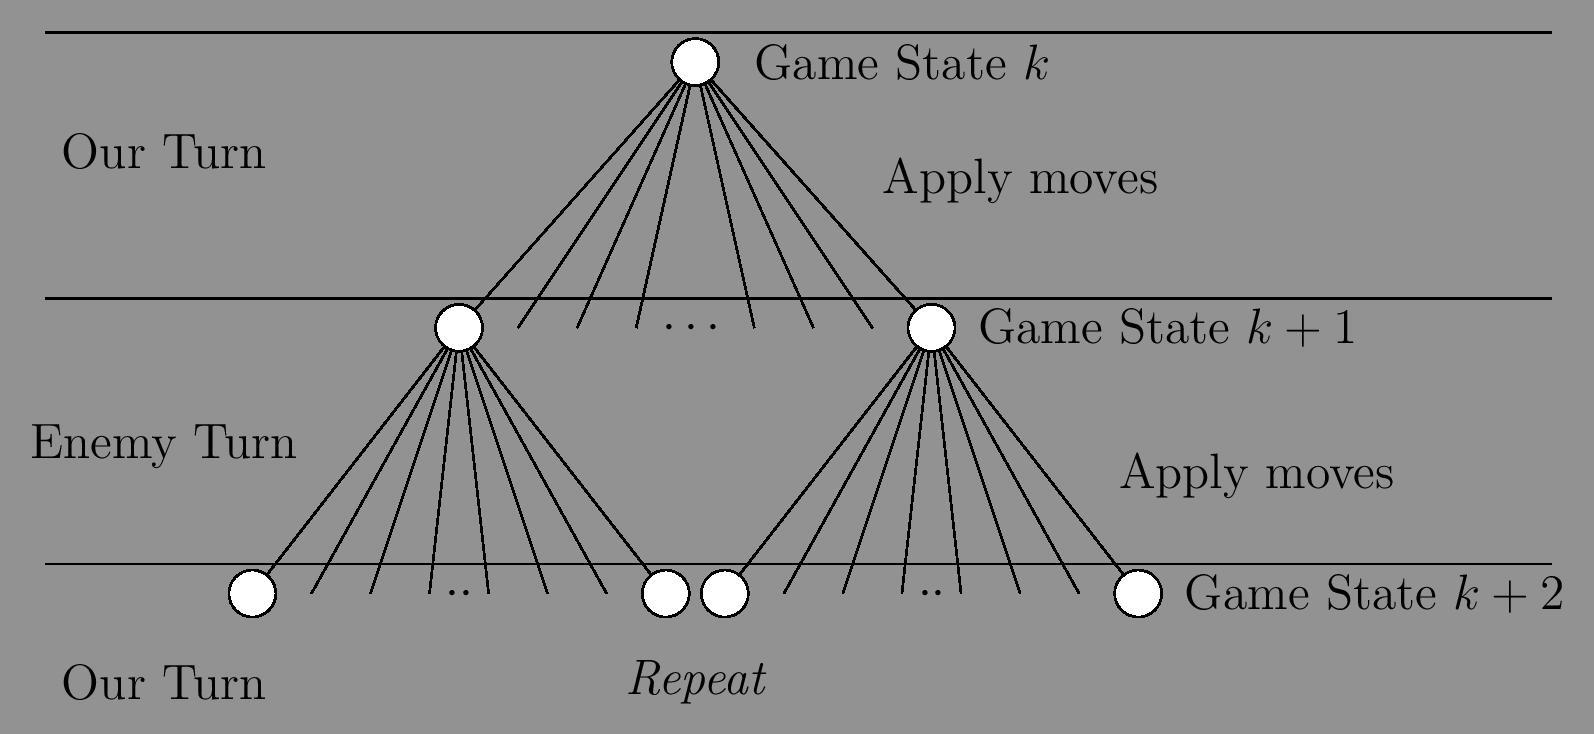 Game State k
Our Turn
Apply moves
· · ·
Game State k + 1
Enemy Turn
Apply moves
··
··
Game State k + 2
Our Turn
Repeat